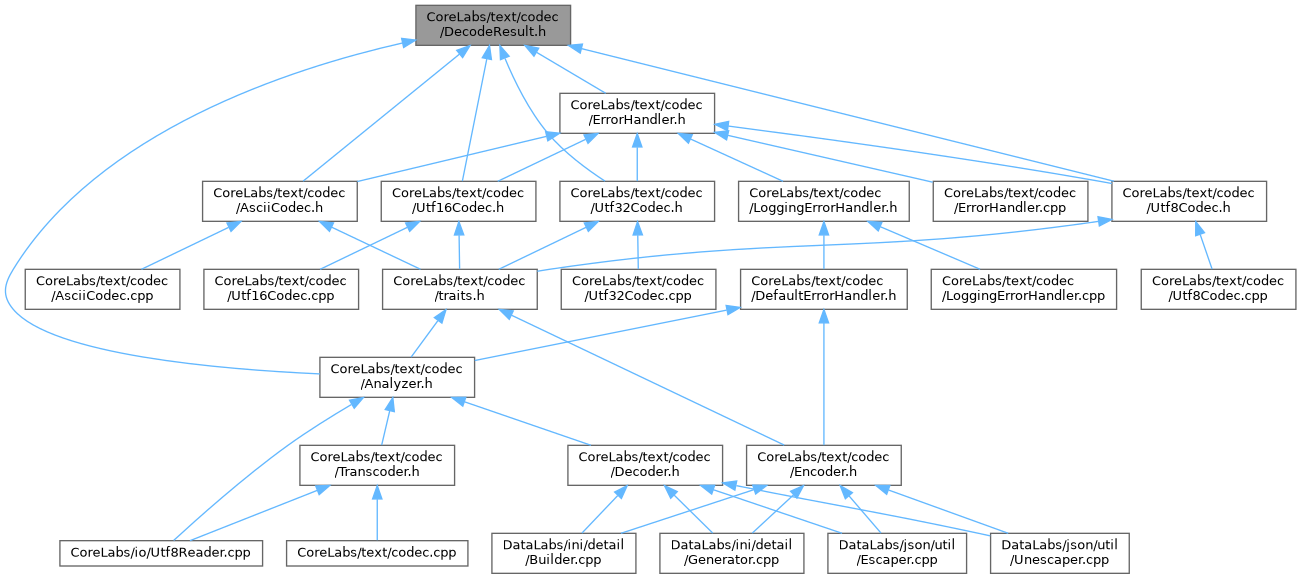 CoreLabs/text/codec
/DecodeResult.h
CoreLabs/text/codec
/ErrorHandler.h
CoreLabs/text/codec
/AsciiCodec.h
CoreLabs/text/codec
/Utf16Codec.h
CoreLabs/text/codec
/Utf32Codec.h
CoreLabs/text/codec
/LoggingErrorHandler.h
CoreLabs/text/codec
/ErrorHandler.cpp
CoreLabs/text/codec
/Utf8Codec.h
CoreLabs/text/codec
/AsciiCodec.cpp
CoreLabs/text/codec
/Utf16Codec.cpp
CoreLabs/text/codec
/traits.h
CoreLabs/text/codec
/Utf32Codec.cpp
CoreLabs/text/codec
/DefaultErrorHandler.h
CoreLabs/text/codec
/LoggingErrorHandler.cpp
CoreLabs/text/codec
/Utf8Codec.cpp
CoreLabs/text/codec
/Analyzer.h
CoreLabs/text/codec
/Transcoder.h
CoreLabs/text/codec
/Decoder.h
CoreLabs/text/codec
/Encoder.h
CoreLabs/io/Utf8Reader.cpp
CoreLabs/text/codec.cpp
DataLabs/ini/detail
/Builder.cpp
DataLabs/ini/detail
/Generator.cpp
DataLabs/json/util
/Escaper.cpp
DataLabs/json/util
/Unescaper.cpp